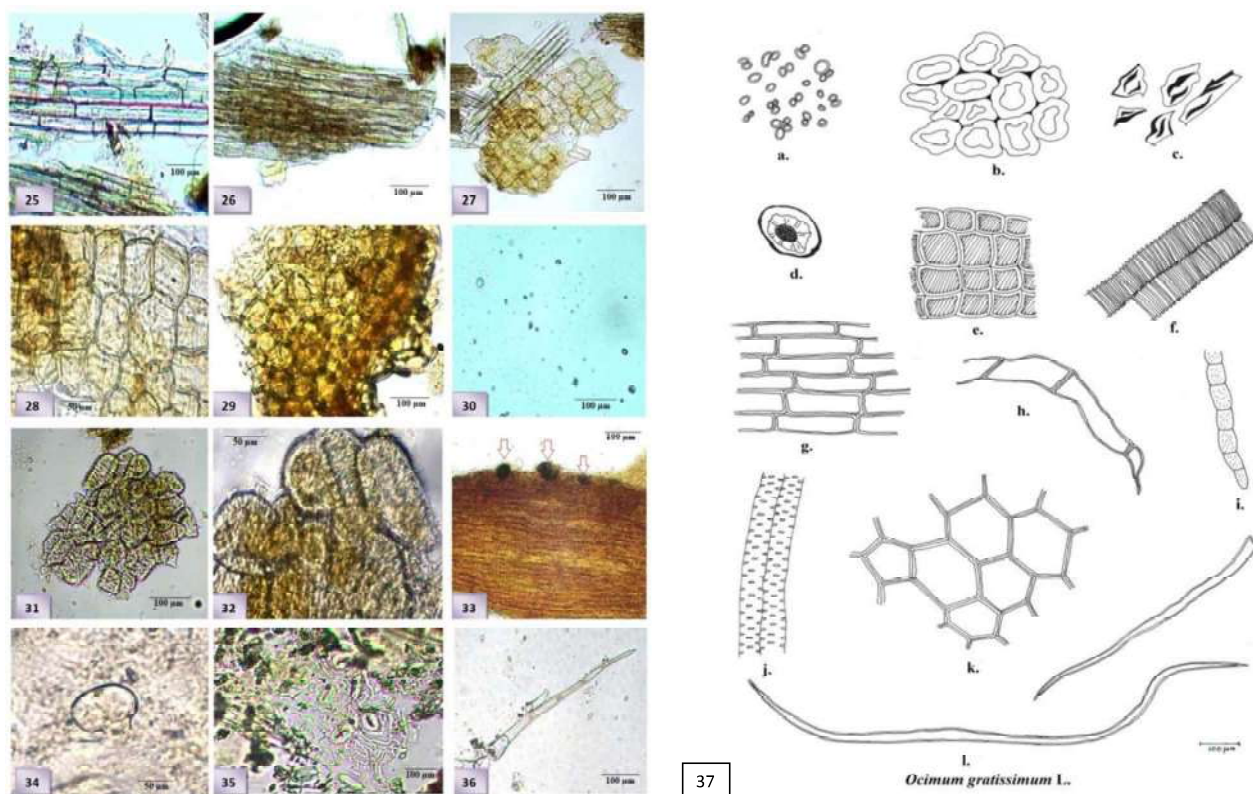 100 µm
25
100 µm
26
100 µm
27
28
50 µm
29
100 µm
30
100 µm
31
100 µm
50 µm
32
100 µm
33
34
50 µm
35
100 µm
36
100 µm
a.
b.
c.
d.
e.
f.
g.
h.
i.
j.
k.
l.
100 µm
37
Ocimum gratissimum L.